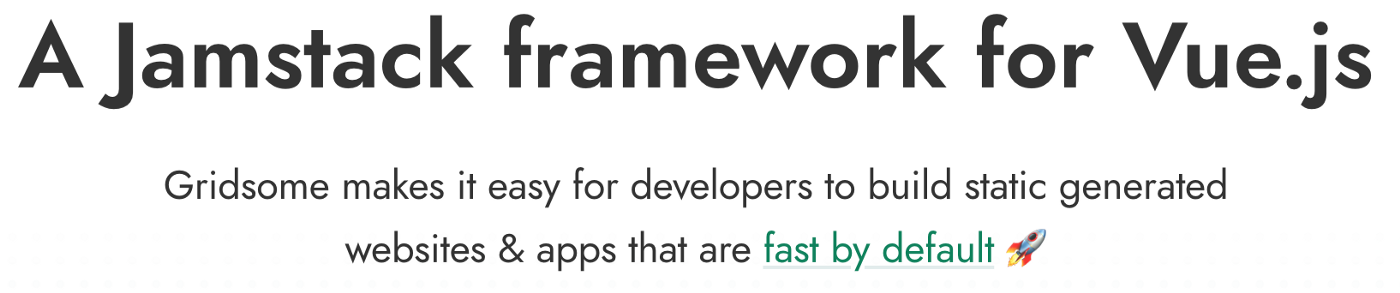 A Jamstack framework for Vue.js
Gridsome makes it easy for developers to build static generated
websites & apps that are fast by default 🚀